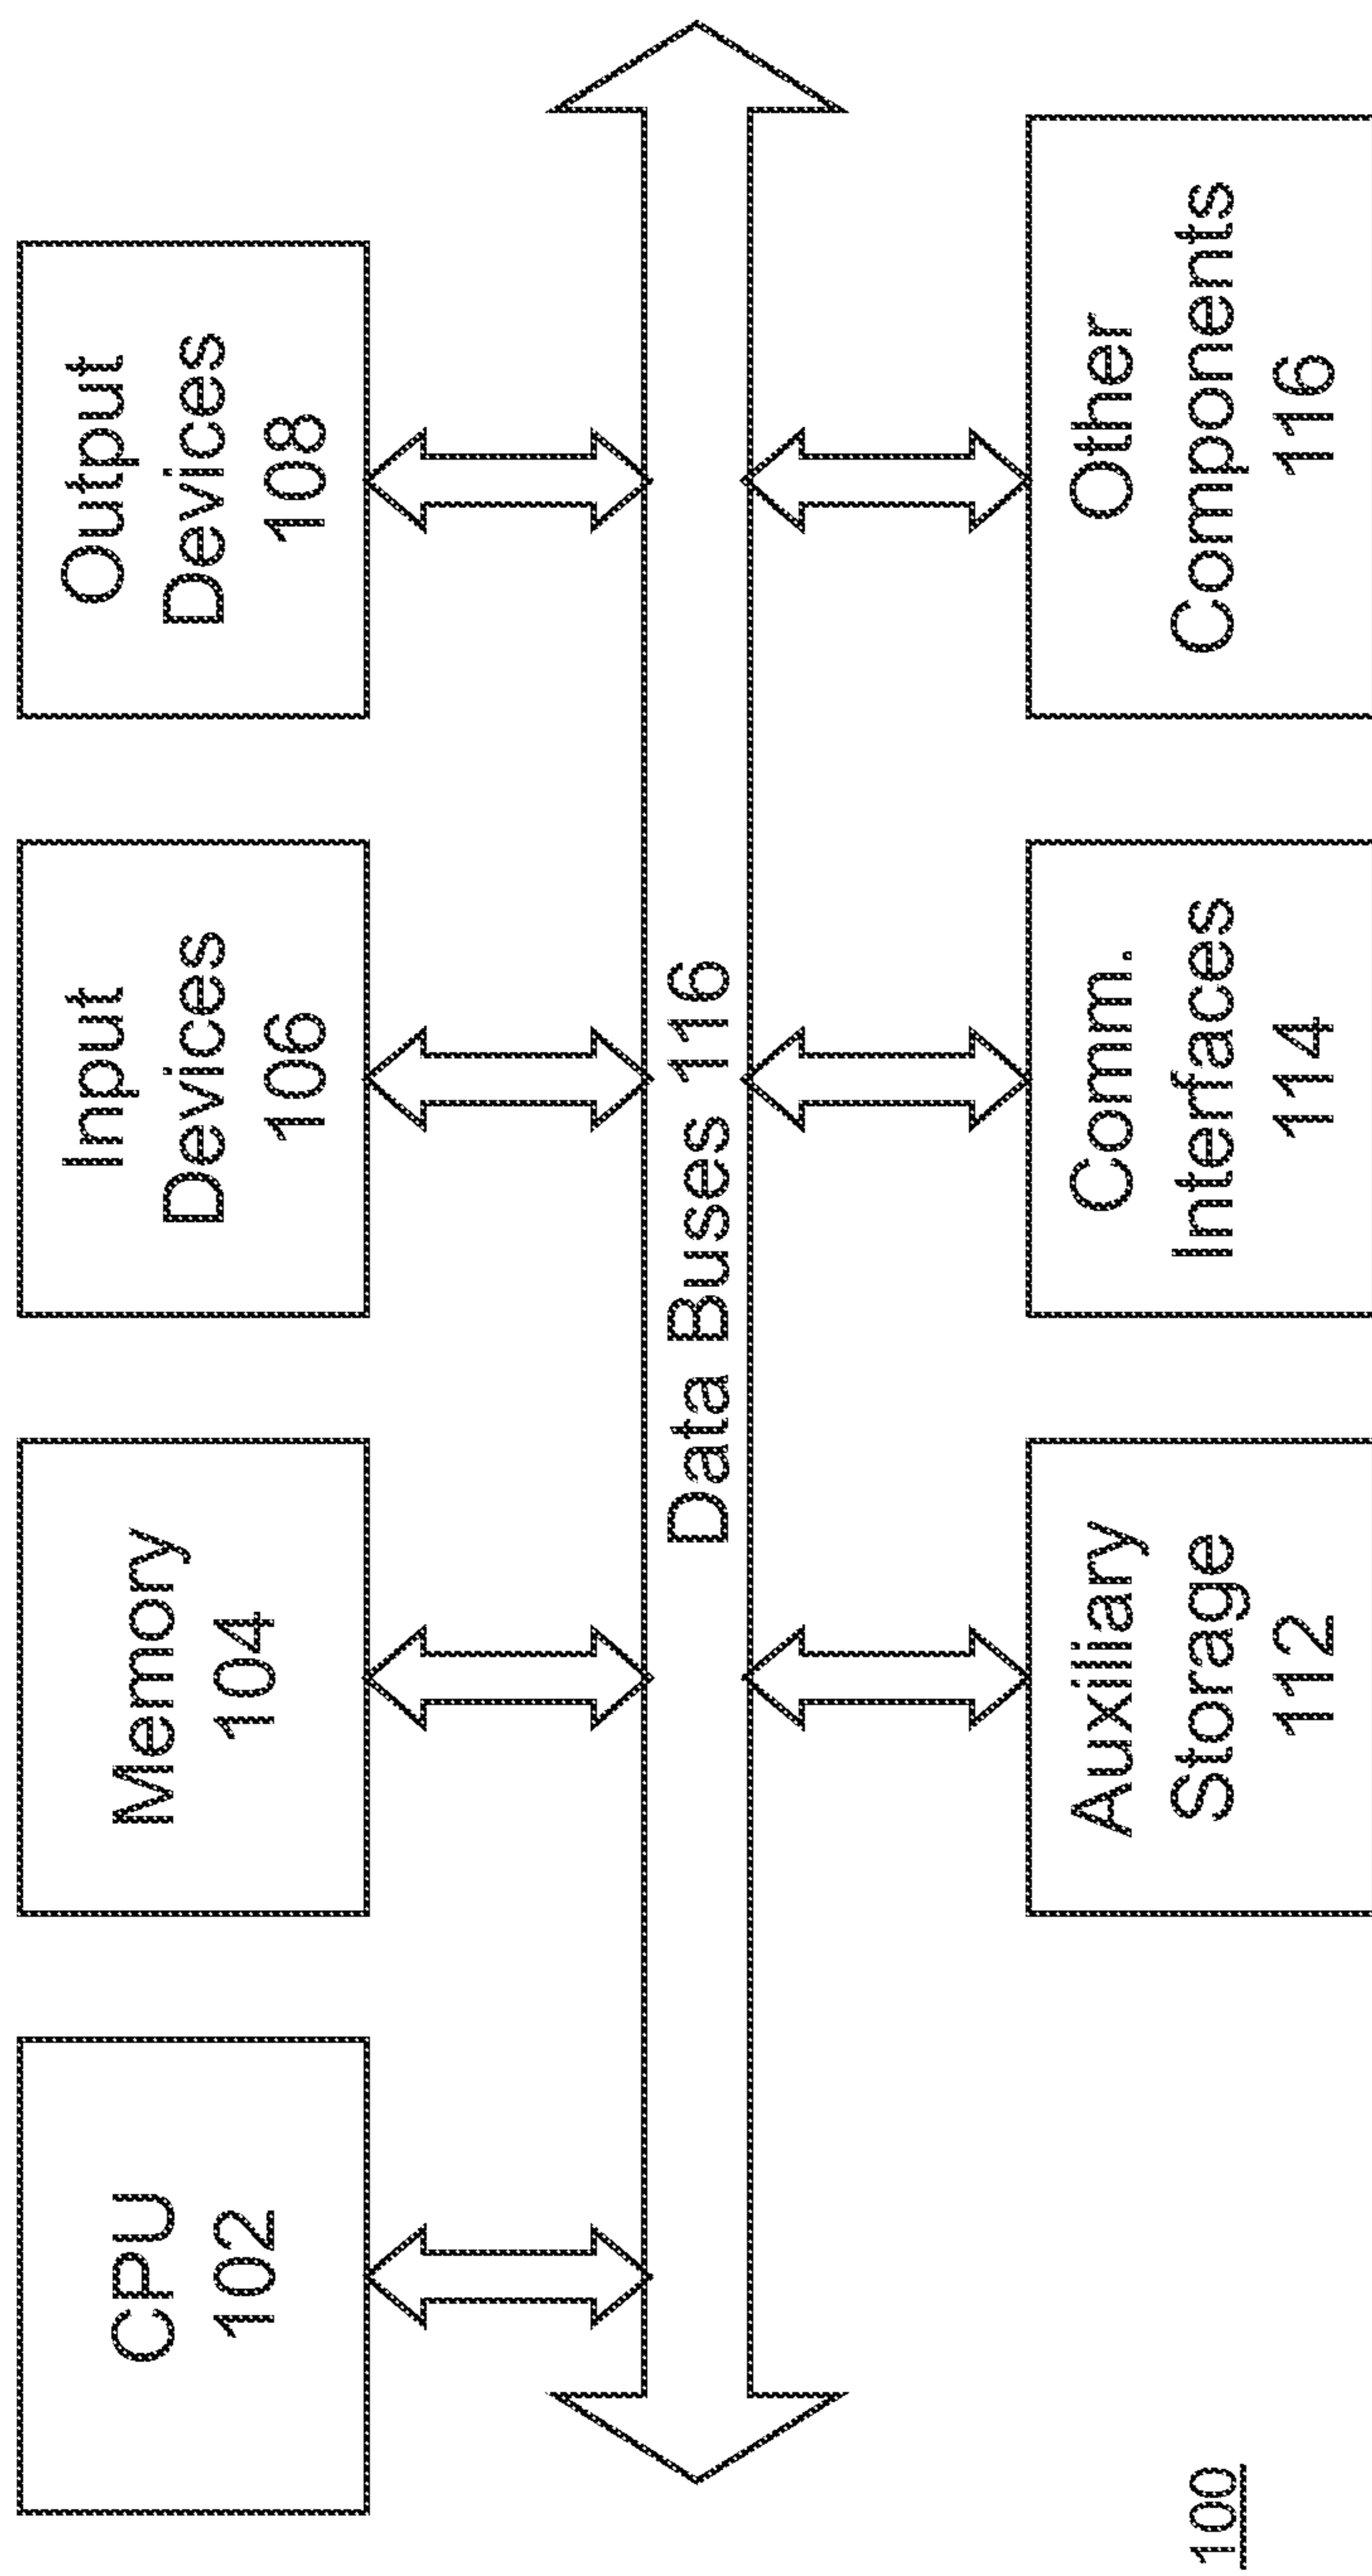 CPU
102
Memory
104
Input
Devices
106
Output
Devices
108
Data Buses 116
Auxiliary
Storage
112
Comm.
Interfaces
114
Other
Components
116
100